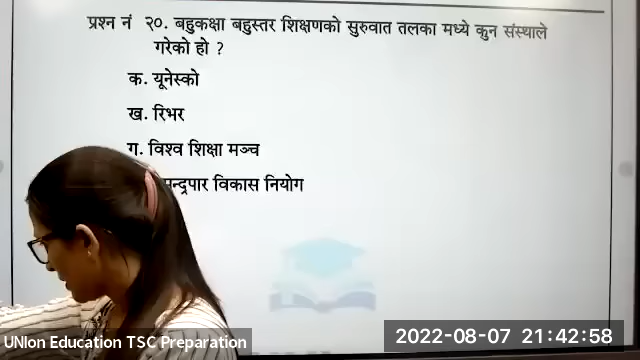 प्रश्न नं २०. बहुकक्षा बहुस्तर शिक्षणको सुरुवात तलका मध्ये कुन संस्थाले
गरेको हो ?
क. यूनेस्को
ख. रिभर
ग. विश्व शिक्षा मञ्च
विकास नियोग
UNIon Education TSC Preparation
2022-08-07 21:42:58